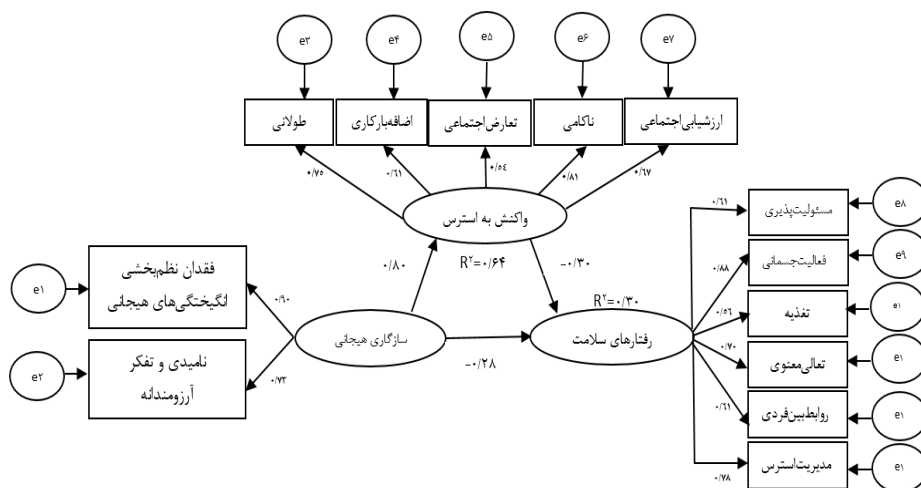 e۳
e۴
e۵
e۶
e۷
طولانی
اضافه‌بارکاری
تعارض‌اجتماعی
ناکامی
ارزشیابی‌اجتماعی
۰/۷۵
۰/۶۱
۰/۵۴
۰/۸۱
۰/۶۷
واکنش به استرس
R²=۰/۶۴
۰/۸۰
−۰/۳۰
e۱
فقدان نظم‌بخشی
انگیختگی‌های هیجانی
۰/۹۰
e۲
ناامیدی و تفکر
آرزومندانه
۰/۷۳
سازگاری هیجانی
−۰/۲۸
R²=۰/۳۰
رفتارهای سلامت
۰/۶۱
مسئولیت‌پذیری
e۸
۰/۸۸
فعالیت‌جسمانی
e۹
۰/۵۶
تغذیه
e۱
۰/۷۰
تعالی‌معنوی
e۱
۰/۶۱
روابط‌بین‌فردی
e۱
۰/۷۸
مدیریت‌استرس
e۱